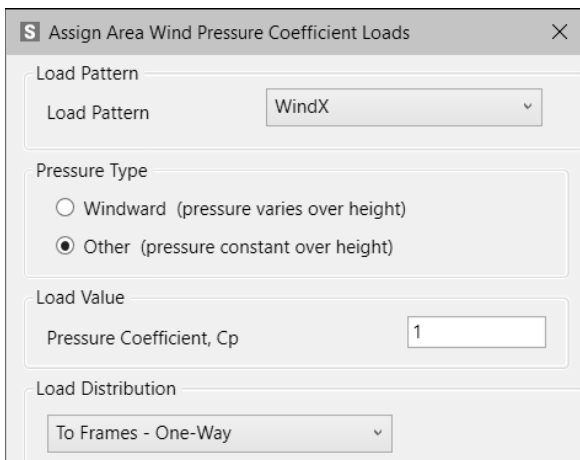 S Assign Area Wind Pressure Coefficient Loads
Load Pattern
Load Pattern WindX
Pressure Type
Windward (pressure varies over height)
Other (pressure constant over height)
Load Value
Pressure Coefficient, Cp 1
Load Distribution
To Frames - One-Way